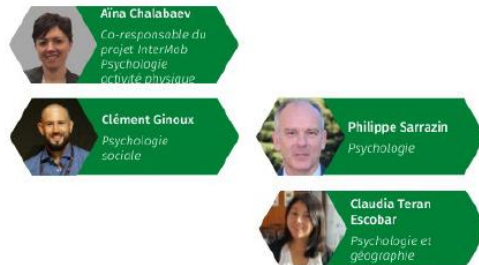 Aïna Chalabaev
Co-responsable du
projet InterMob
Psychologie
activité physique
Clément Ginoux
Psychologie
sociale
Philippe Sarrazin
Psychologie
Claudia Teran
Escobar
Psychologie et
géographie